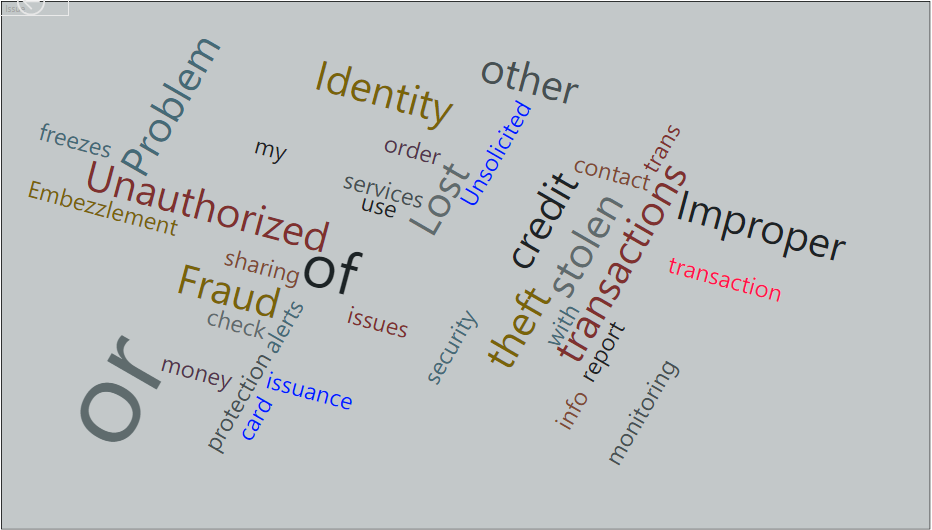 Issue
Problem
Identity
other
freezes
my
order
Unsolicited
trans
Unauthorized
services
use
Lost
credit
contact
Embezzlement
stolen
transactions
Improper
sharing
of
transaction
Fraud
check
alerts
issues
theft
with
security
report
or
money
protection
issuance
card
info
monitoring